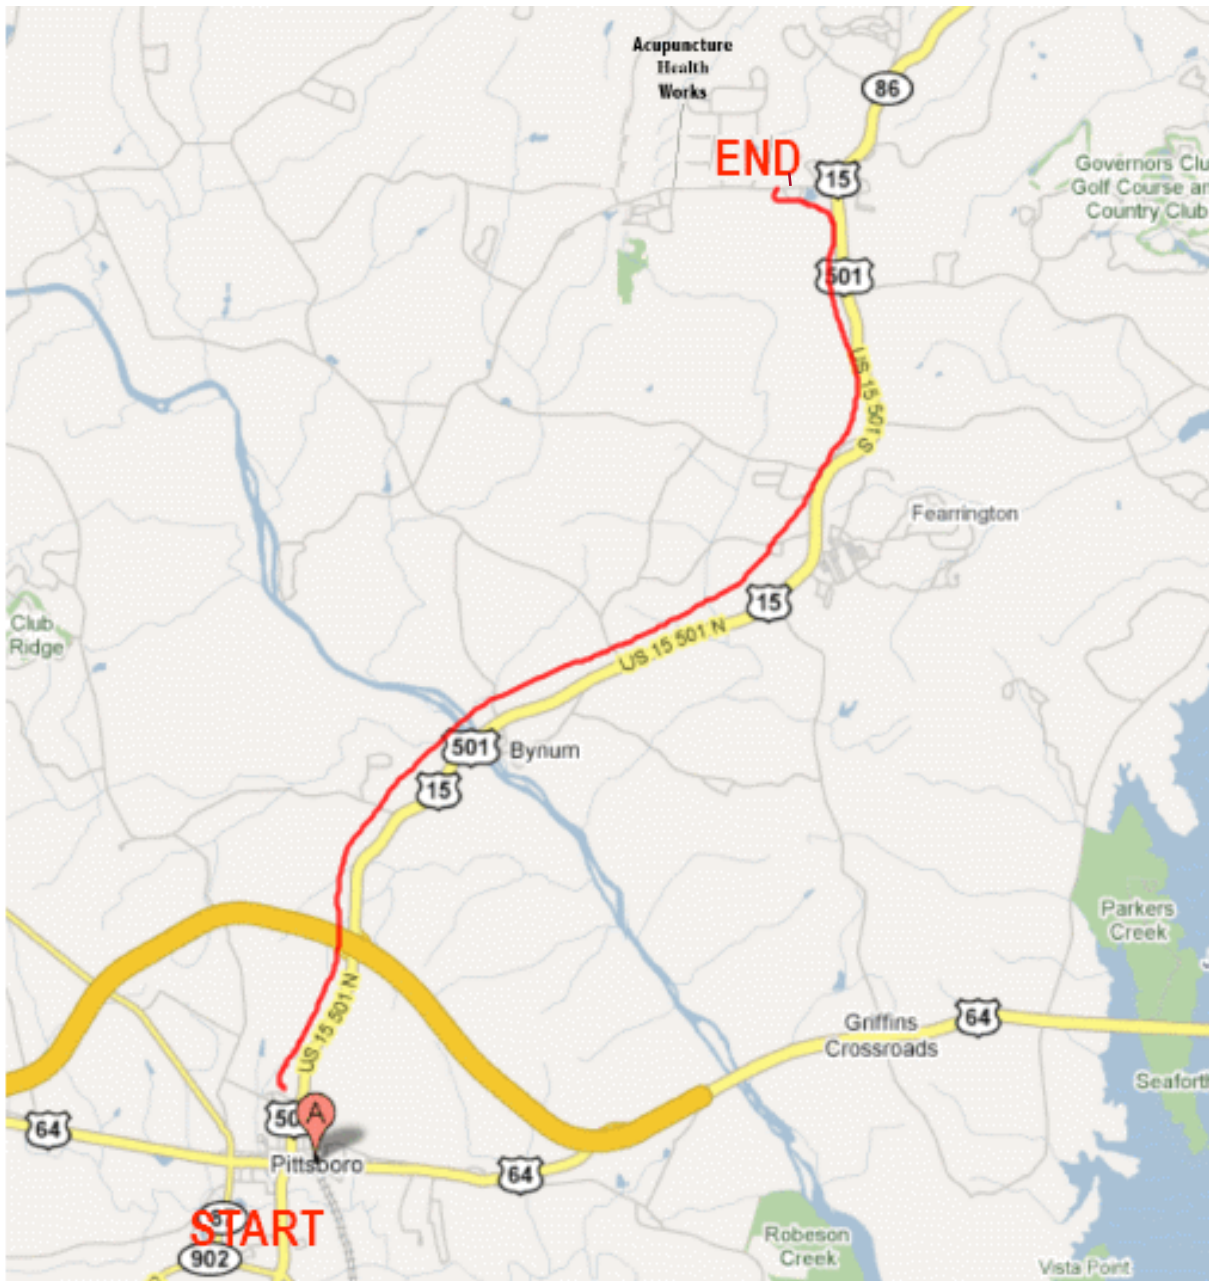 Acupuncture
Health
Works
86
END
15
Governors Clu
Golf Course an
Country Club
501
US 15 501 S
Fearrington
15
Club
Ridge
US 15 501 N
501
Bynum
15
Parkers
Creek
US 15 501 N
64
Griffins
Crossroads
Seaforth
50
A
64
Pittsboro
64
START
902
Robeson
Creek
Vista Point